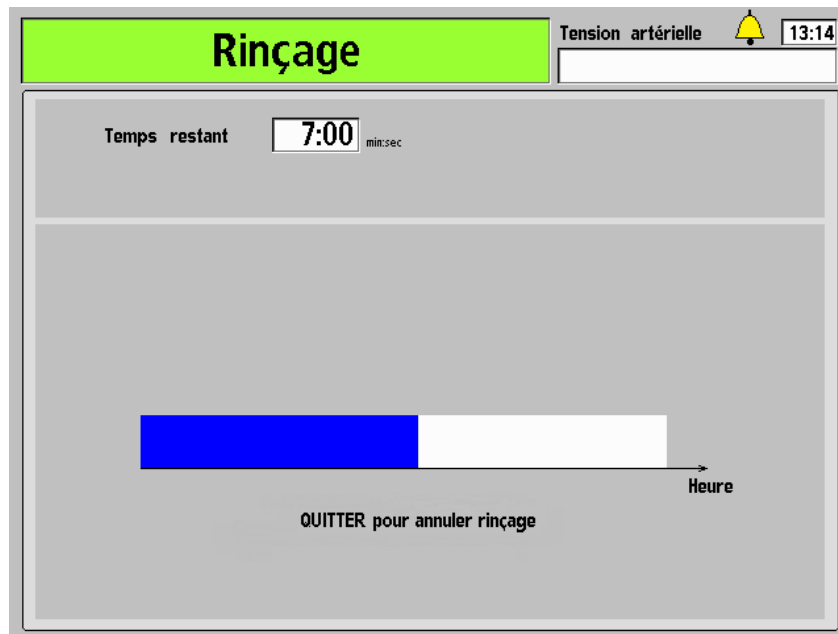 Rinçage
Tension artérielle
13:14
Temps restant 7:00 min:sec
Heure
QUITTER pour annuler rinçage